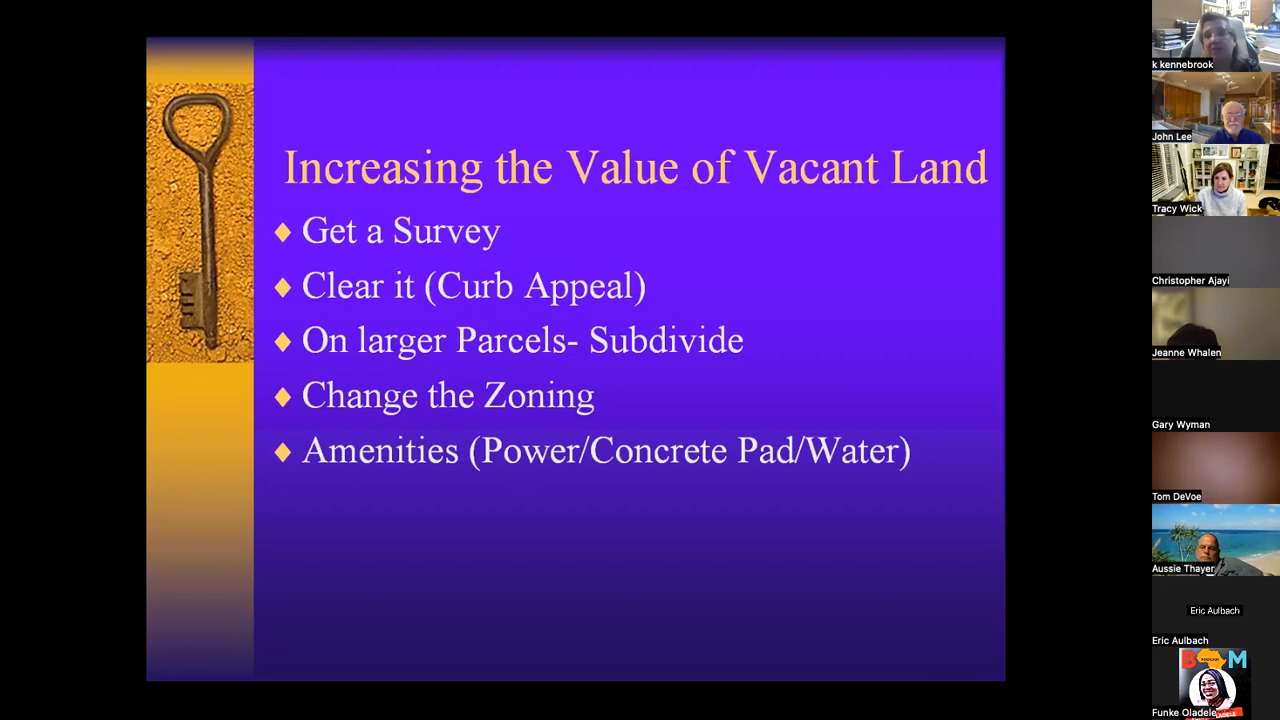 Increasing the Value of Vacant Land
Get a Survey
Clear it (Curb Appeal)
On larger Parcels- Subdivide
Change the Zoning
Amenities (Power/Concrete Pad/Water)
k kennebrook
John Lee
Tracy Wick
Christopher Ajayi
Jeanne Whalen
Gary Wyman
Tom DeVoe
Aussie Thayer
Eric Aulbach
Eric Aulbach
PODCAST
Funke Oladele